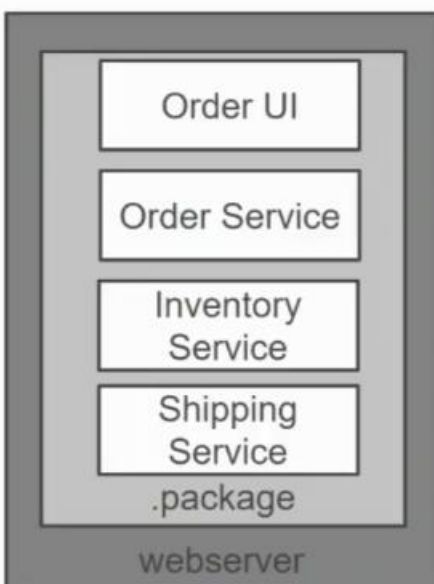 Order UI
Order Service
Inventory
Service
Shipping
Service
.package
webserver